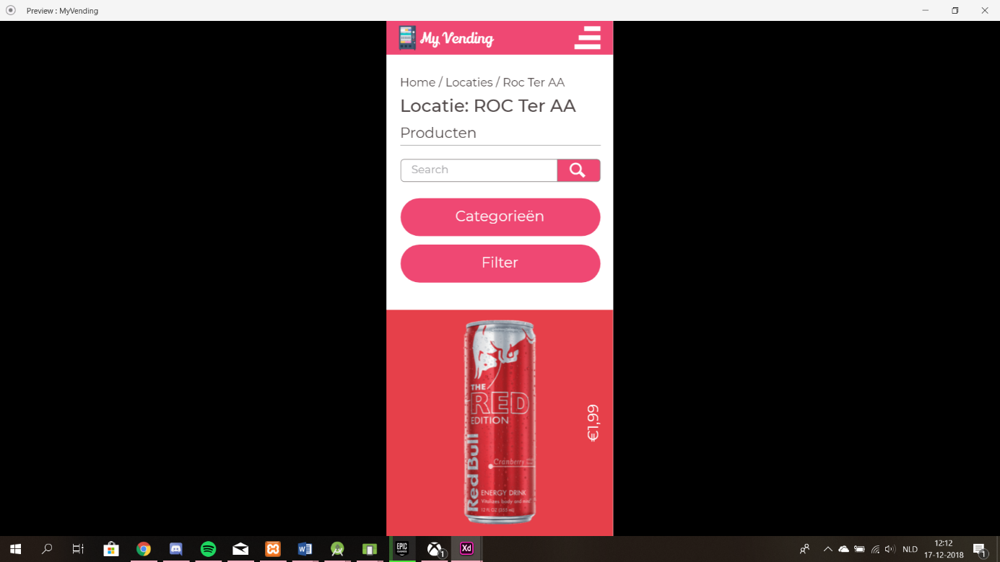 Preview : MyVending
My Vending
Home / Locaties / Roc Ter AA
Locatie: ROC Ter AA
Producten
Search
Categorieën
Filter
THE
RED
EDITION
Red Bull
Cranberry
ENERGY DRINK
Vitalizes body and mind
12 FL OZ (355 mL)
€1,99
EPIC
GAMES
1
Xd
NLD
12:12
17-12-2018
1